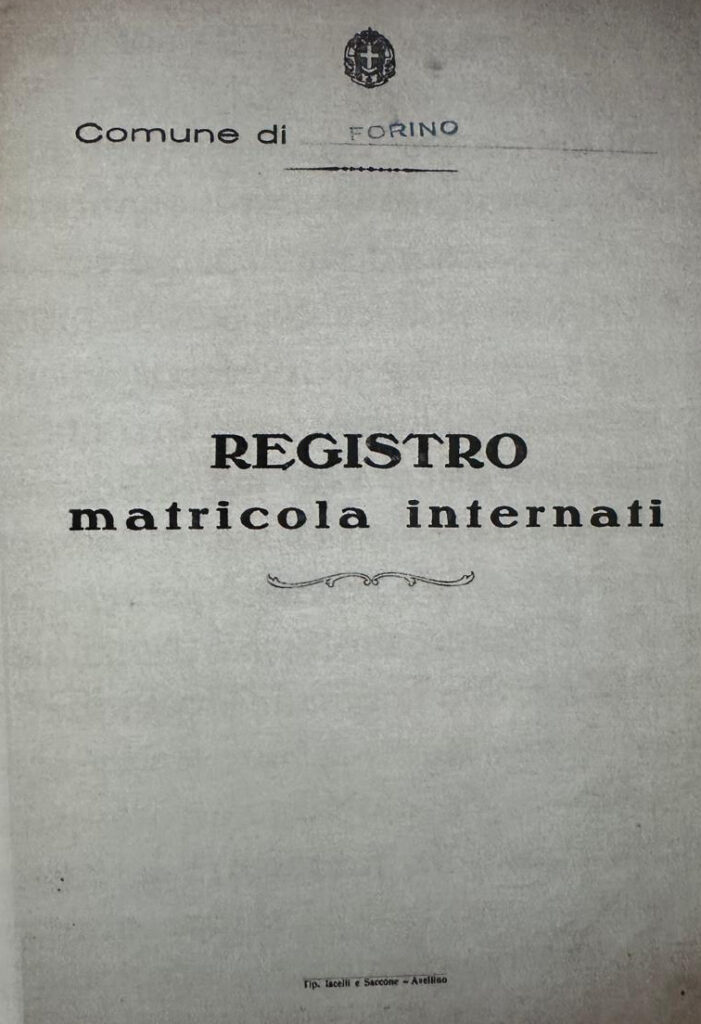 Comune di FORINO
REGISTRO
matricola internati
Tip. Iacelli e Saccone - Avellino